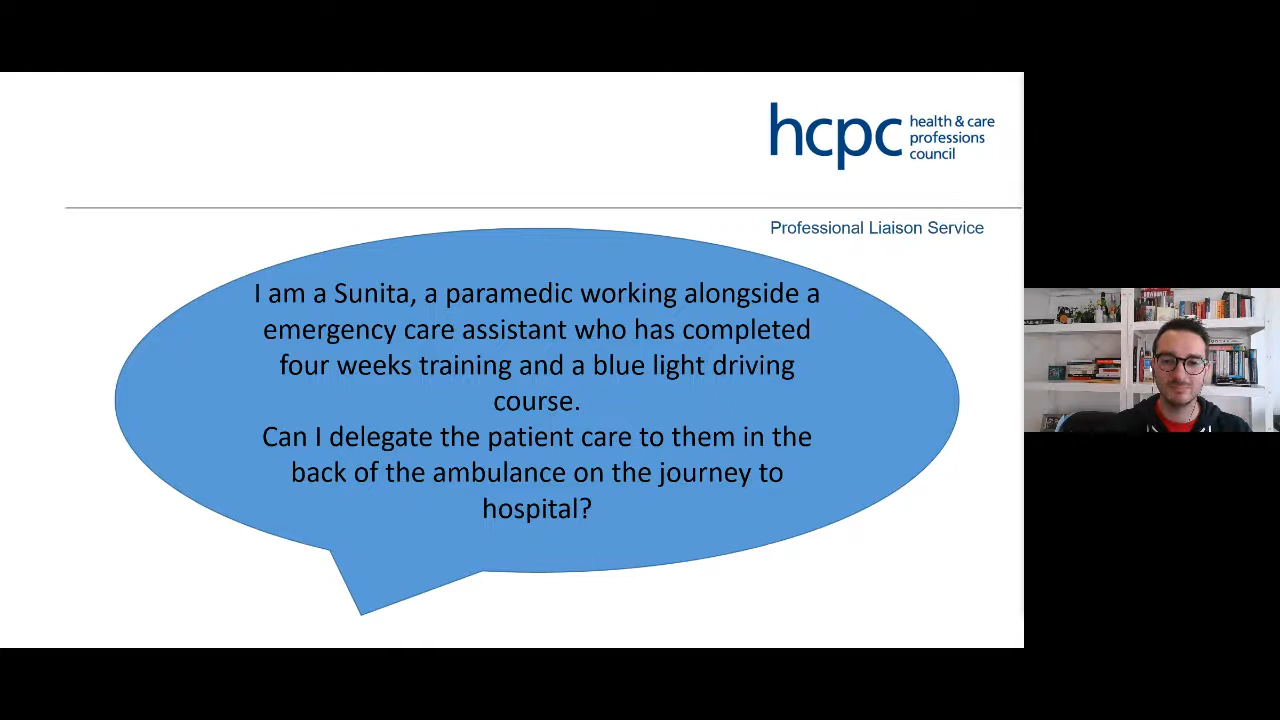 hcpc
health & care
professions
council
Professional Liaison Service
I am a Sunita, a paramedic working alongside a
emergency care assistant who has completed
four weeks training and a blue light driving
course.
Can I delegate the patient care to them in the
back of the ambulance on the journey to
hospital?